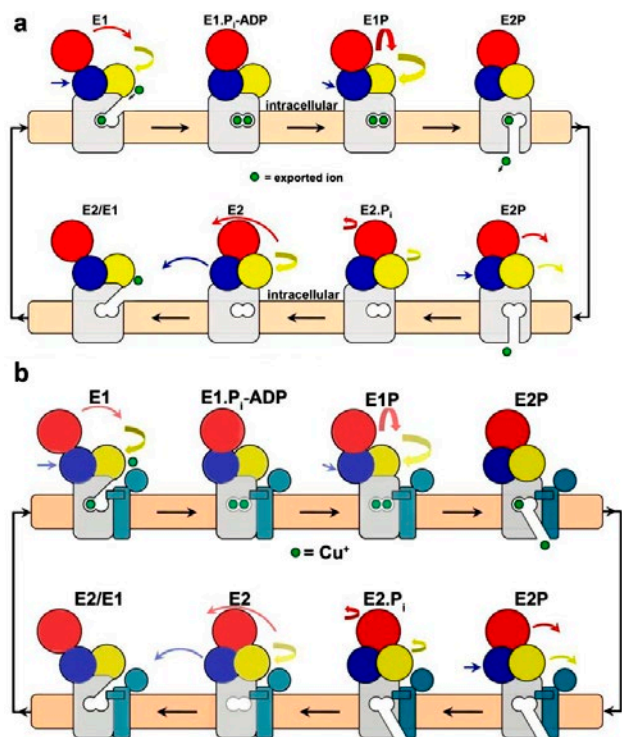 a
E1 E1.Pᵢ-ADP E1P E2P
intracellular
= exported ion
E2/E1 E2 E2.Pᵢ E2P
intracellular
b
E1 E1.Pᵢ-ADP E1P E2P
= Cu⁺
E2/E1 E2 E2.Pᵢ E2P